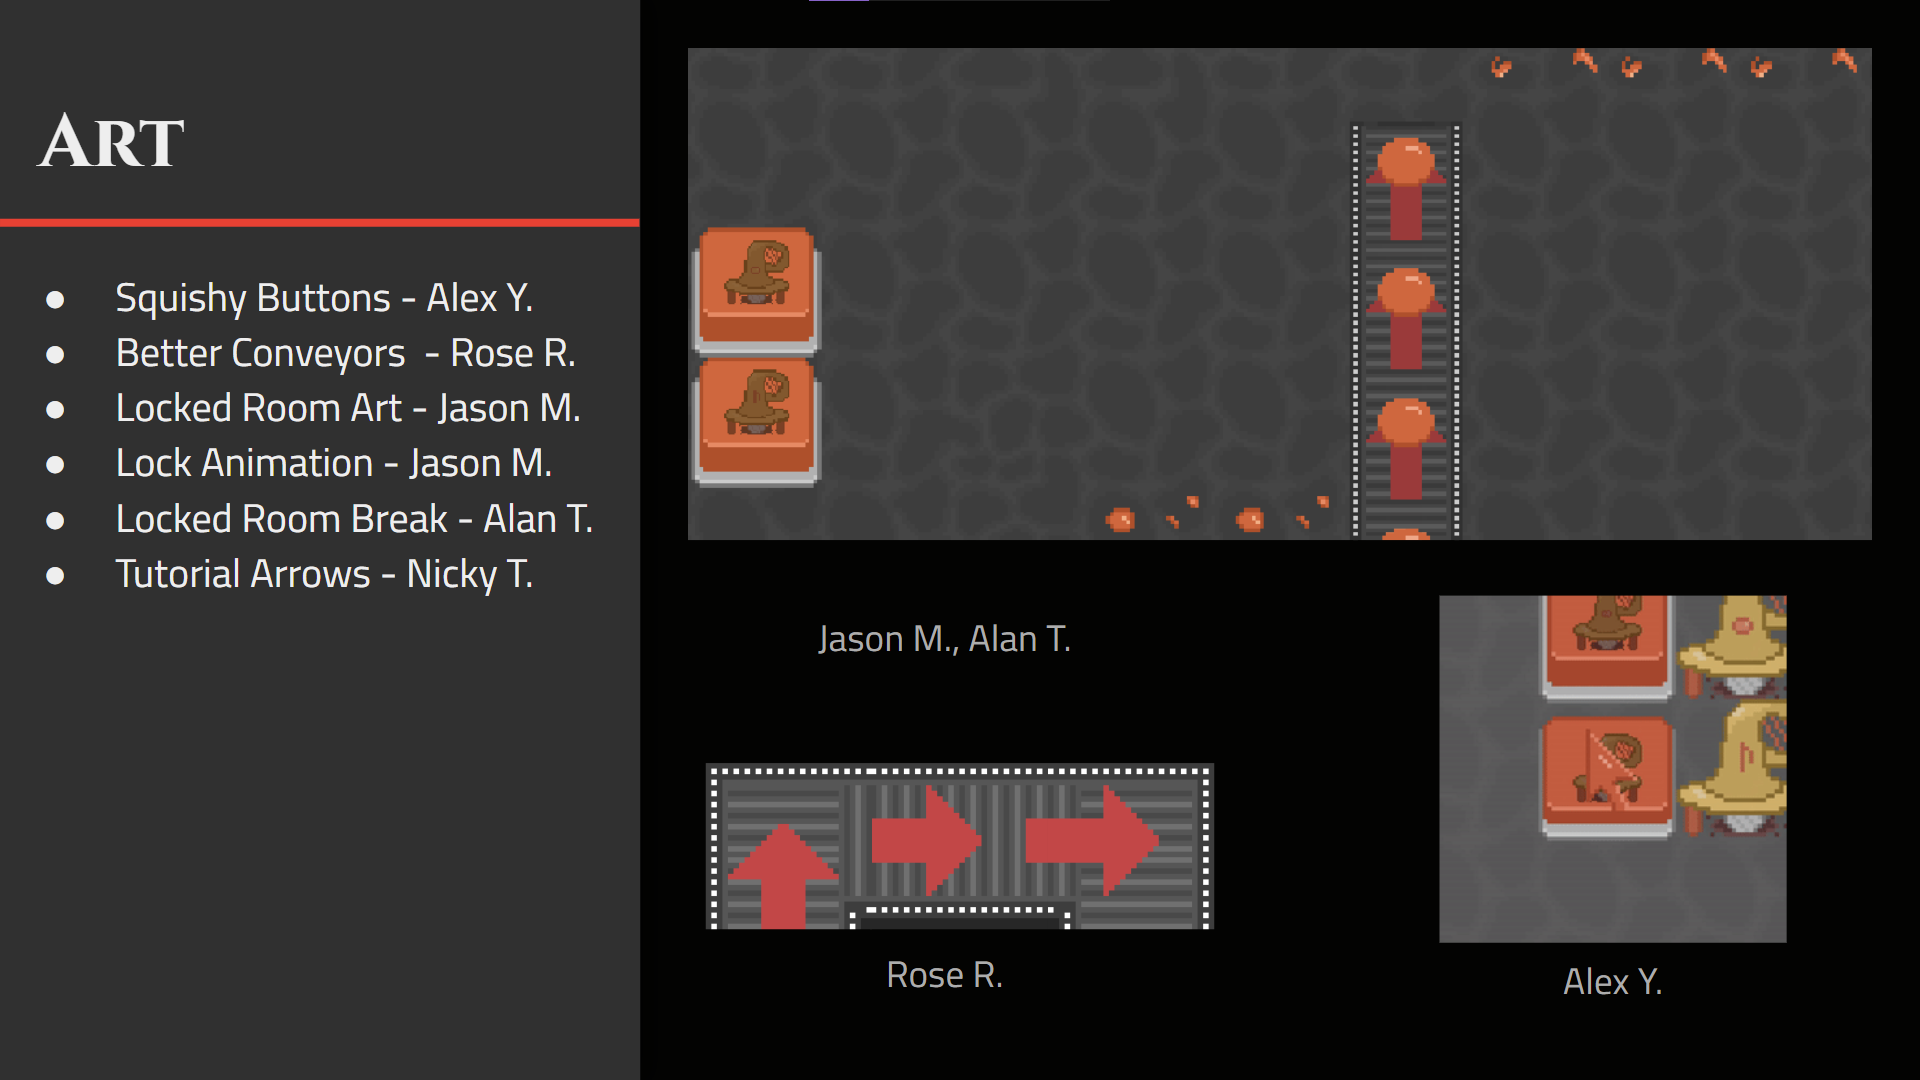 ART
● Squishy Buttons - Alex Y.
● Better Conveyors - Rose R.
● Locked Room Art - Jason M.
● Lock Animation - Jason M.
● Locked Room Break - Alan T.
● Tutorial Arrows - Nicky T.
Jason M., Alan T.
Rose R.
Alex Y.